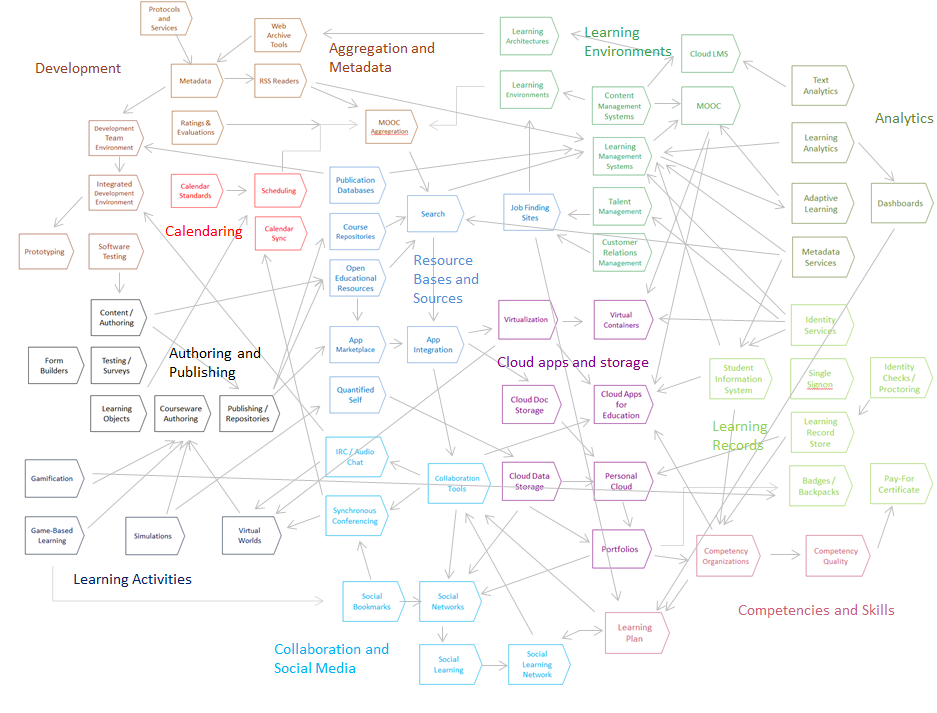 Protocols
and
Services
Web
Archive
Tools
Learning
Architectures
Learning
Environments
Cloud LMS
Aggregation and
Metadata
Development
Metadata
RSS Readers
Learning
Environments
Content
Management
Systems
MOOC
Text
Analytics
Analytics
Development
Team
Environment
Ratings &
Evaluations
MOOC
Aggregration
Learning
Management
Systems
Learning
Analytics
Integrated
Development
Environment
Calendar
Standards
Scheduling
Publication
Databases
Search
Job Finding
Sites
Talent
Management
Adaptive
Learning
Dashboards
Calendaring
Calendar
Sync
Course
Repositories
Customer
Relations
Management
Metadata
Services
Prototyping
Software
Testing
Open
Educational
Resources
Resource
Bases and
Sources
Content /
Authoring
Virtualization
Virtual
Containers
Identity
Services
App
Marketplace
App
Integration
Form
Builders
Testing /
Surveys
Authoring and
Publishing
Cloud apps and storage
Student
Information
System
Single
Signon
Identity
Checks /
Proctoring
Quantified
Self
Cloud Doc
Storage
Cloud Apps
for
Education
Learning
Objects
Courseware
Authoring
Publishing /
Repositories
Learning
Records
Learning
Record
Store
IRC / Audio
Chat
Gamification
Collaboration
Tools
Cloud Data
Storage
Personal
Cloud
Badges /
Backpacks
Pay-For
Certificate
Synchronous
Conferencing
Game-Based
Learning
Simulations
Virtual
Worlds
Portfolios
Competency
Organizations
Competency
Quality
Learning Activities
Social
Bookmarks
Social
Networks
Competencies and Skills
Learning
Plan
Collaboration and
Social Media
Social
Learning
Social
Learning
Network